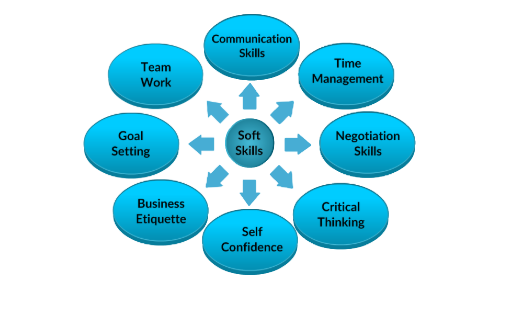 Communication
Skills
Team
Work
Time
Management
Goal
Setting
Soft
Skills
Negotiation
Skills
Business
Etiquette
Critical
Thinking
Self
Confidence